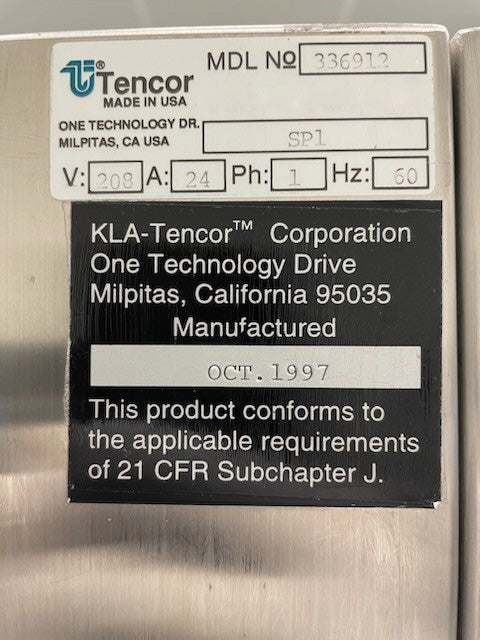 Tencor®
MADE IN USA
MDL Nº 336912
ONE TECHNOLOGY DR.
MILPITAS, CA USA
SP1
V: 208 A: 24 Ph: 1 Hz: 60
KLA-Tencor™ Corporation
One Technology Drive
Milpitas, California 95035
Manufactured
OCT.1997
This product conforms to
the applicable requirements
of 21 CFR Subchapter J.